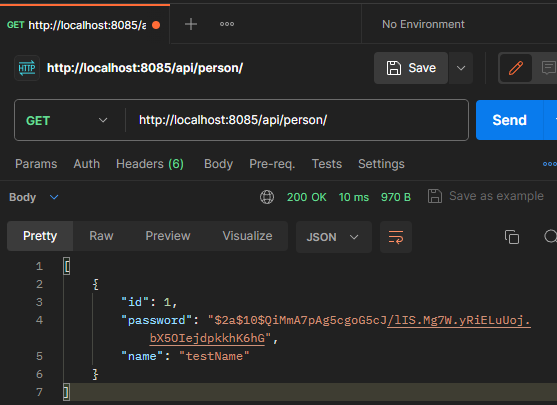 GET http://localhost:8085/a
No Environment
HTTP http://localhost:8085/api/person/
Save
GET http://localhost:8085/api/person/
Send
Params Auth Headers (6) Body Pre-req. Tests Settings
Body 200 OK 10 ms 970 B Save as example
Pretty Raw Preview Visualize JSON
1 [
2 {
3 "id": 1,
4 "password": "$2a$10$QiMmA7pAg5cgoG5cJ/lIS.Mg7W.yRiELuUoj.
bX5OIejdpkkhK6hG",
5 "name": "testName"
6 }
7 ]